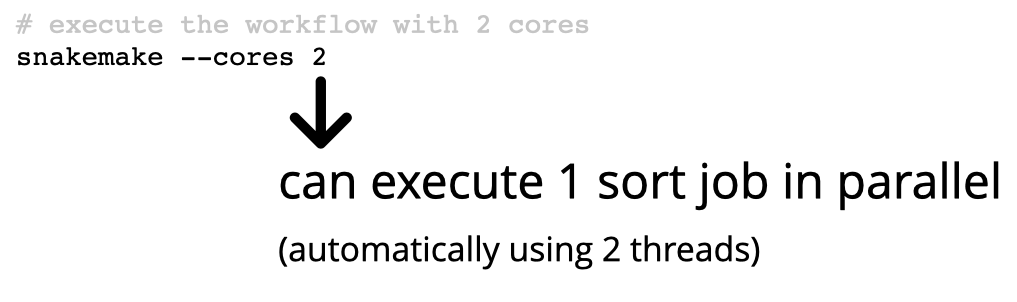 # execute the workflow with 2 cores
snakemake --cores 2
can execute 1 sort job in parallel
(automatically using 2 threads)